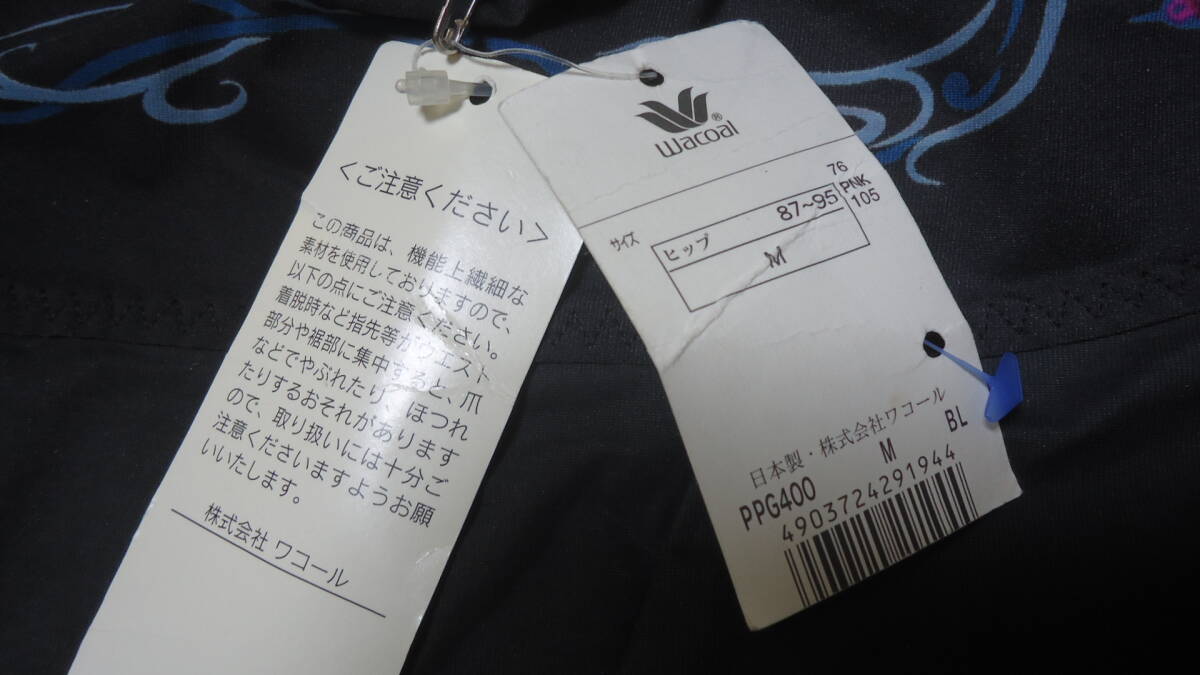 <ご注意ください>
この商品は、機能上繊細な
素材を使用しておりますので、
以下の点にご注意ください。
着脱時など指先等がウエスト
部分や裾部に集中すると、爪
などでやぶれたり、ほつれ
たりするおそれがあります
ので、取り扱いには十分ご
注意くださいますようお願
いいたします。
株式会社 ワコール
Wacoal®
76
PNK
105
サイズ
ヒップ 87~95
M
日本製・株式会社ワコール
PPG400 M BL
4903724291944